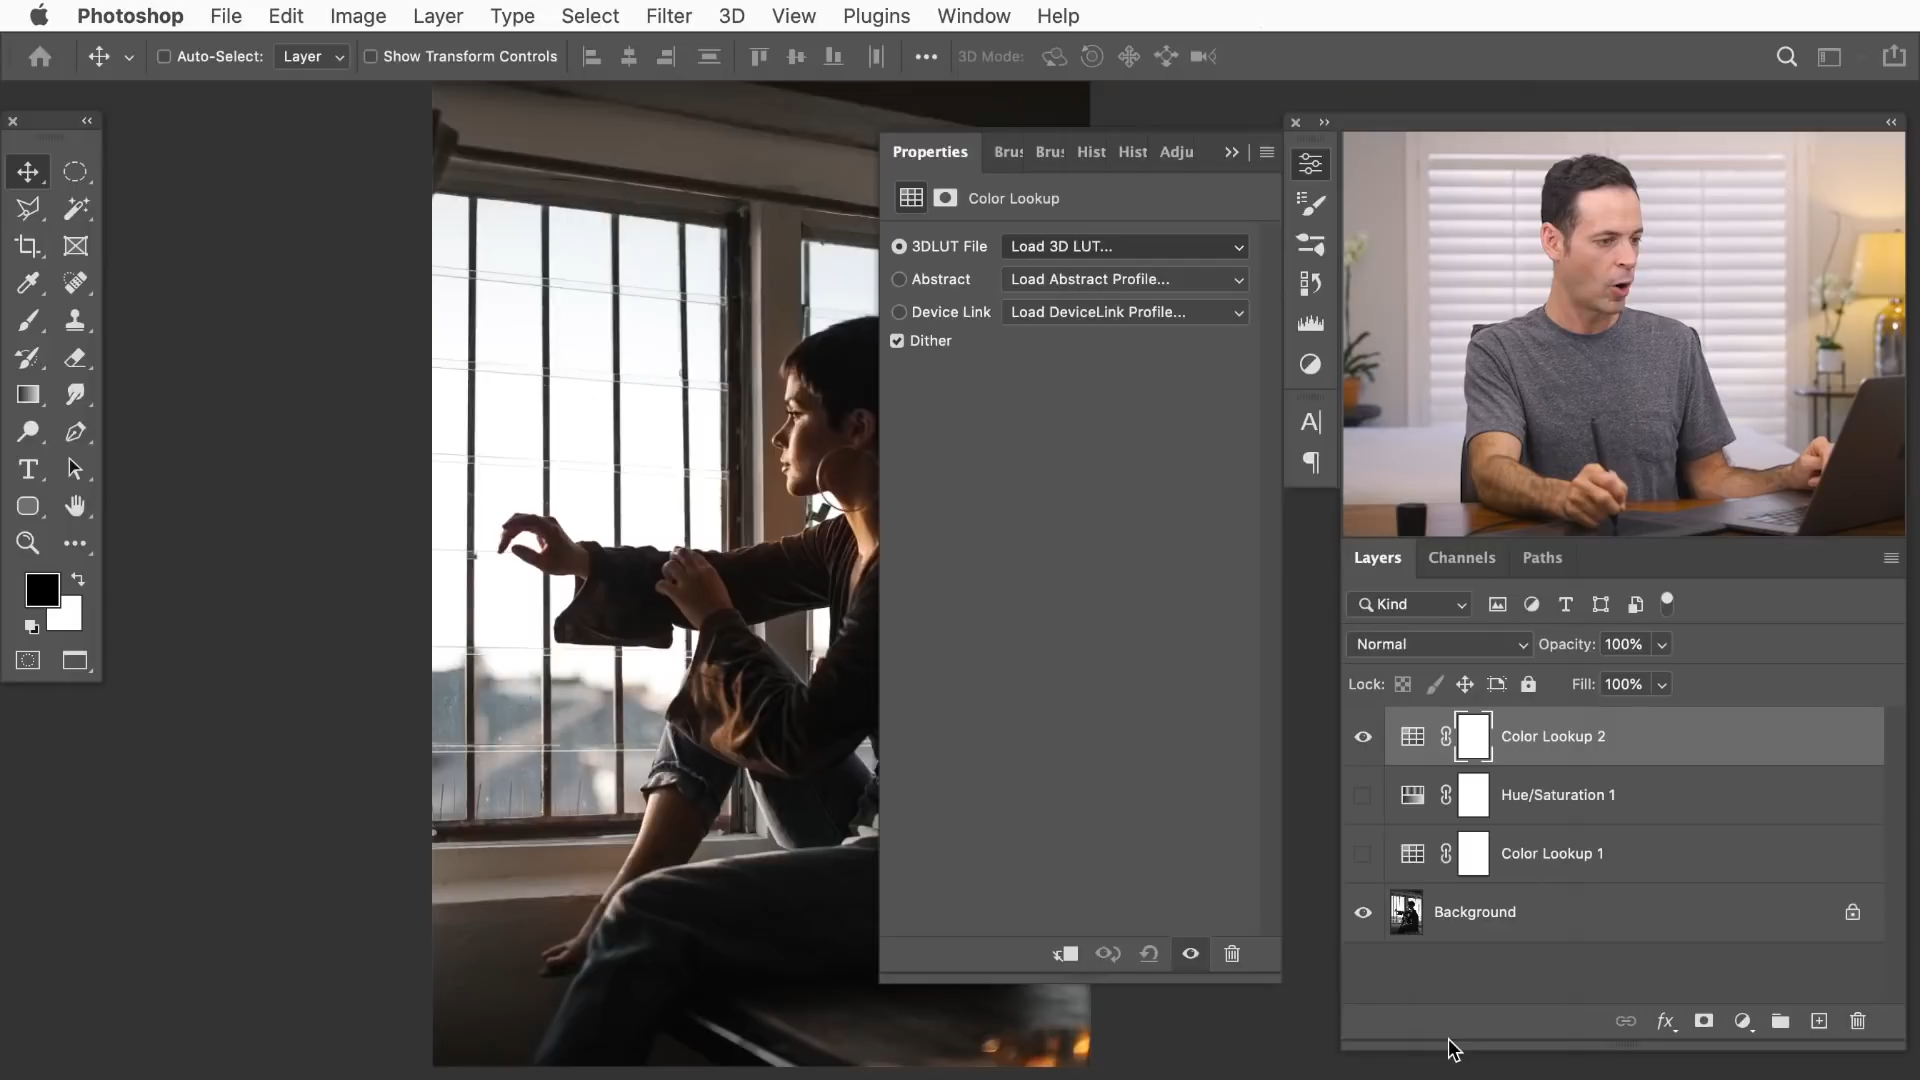 Photoshop File Edit Image Layer Type Select Filter 3D View Plugins Window Help
Auto-Select: Layer Show Transform Controls 3D Mode:
Properties Brus Brus Hist Hist Adju
Color Lookup
3DLUT File Load 3D LUT...
Abstract Load Abstract Profile...
Device Link Load DeviceLink Profile...
Dither
Layers Channels Paths
Kind
Normal Opacity: 100%
Lock: Fill: 100%
Color Lookup 2
Hue/Saturation 1
Color Lookup 1
Background
fx